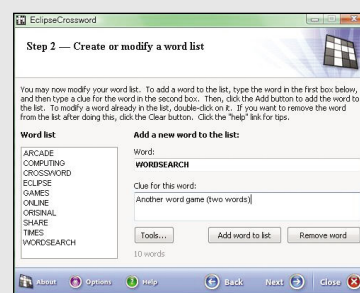 EclipseCrossword
Step 2 — Create or modify a word list
You may now modify your word list. To add a word to the list, type the word in the first box below,
and then type a clue for the word in the second box. Then, click the Add button to add the word to
the list. To modify a word already in the list, double-click on it. If you want to remove the word
from the list after doing this, click the Clear button. Click the "help" link for tips.
Word list
ARCADE
COMPUTING
CROSSWORD
ECLIPSE
GAMES
ONLINE
ORISINAL
SHARE
TIMES
WORDSEARCH
Add a new word to the list:
Word:
WORDSEARCH
Clue for this word:
Another word game (two words)
Tools...
Add word to list
Remove word
10 words
About
Options
Help
Back
Next
Close